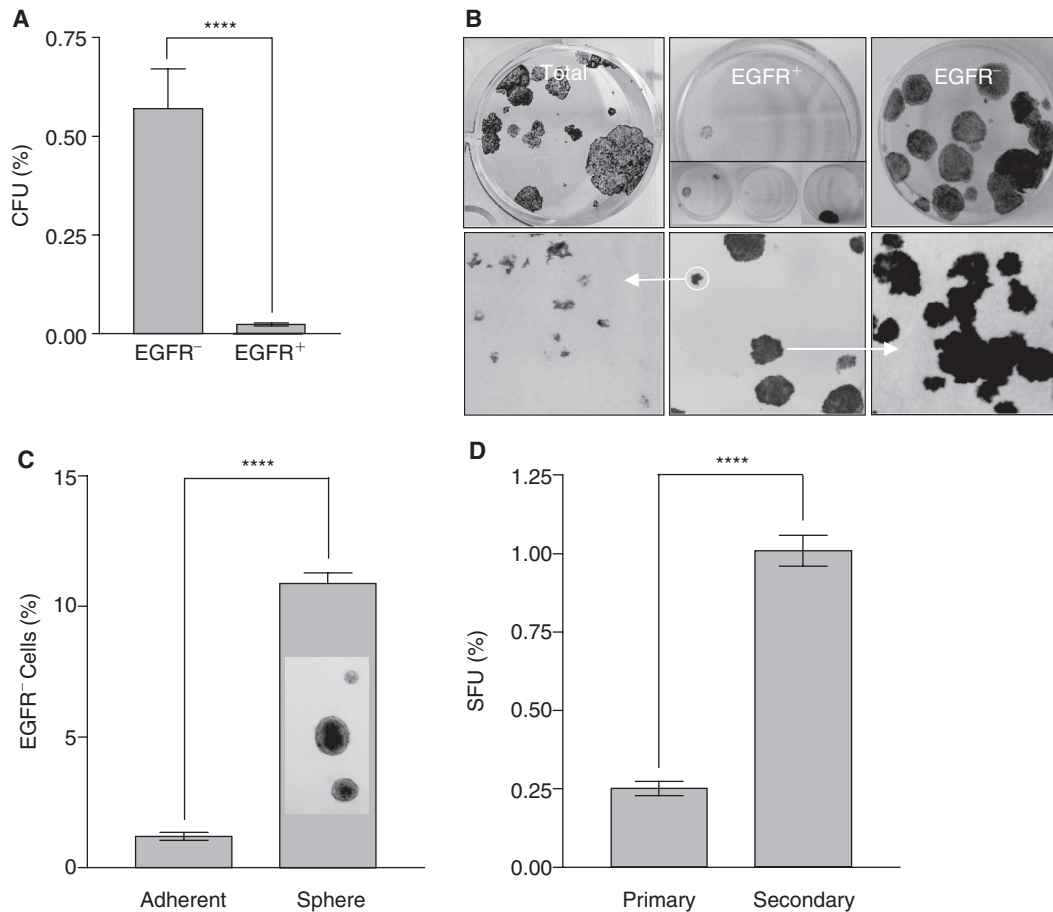 A
****
0.75
0.50
0.25
0.00
CFU (%)
EGFR⁻ EGFR⁺
B
Total
EGFR⁺
EGFR⁻
C
****
15
10
5
0
EGFR⁻ Cells (%)
Adherent Sphere
D
****
1.25
1.00
0.75
0.50
0.25
0.00
SFU (%)
Primary Secondary